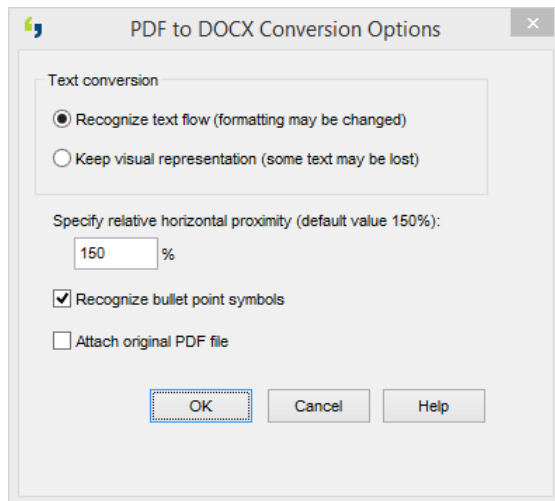 PDF to DOCX Conversion Options
Text conversion
Recognize text flow (formatting may be changed)
Keep visual representation (some text may be lost)
Specify relative horizontal proximity (default value 150%):
150 %
Recognize bullet point symbols
Attach original PDF file
OK Cancel Help